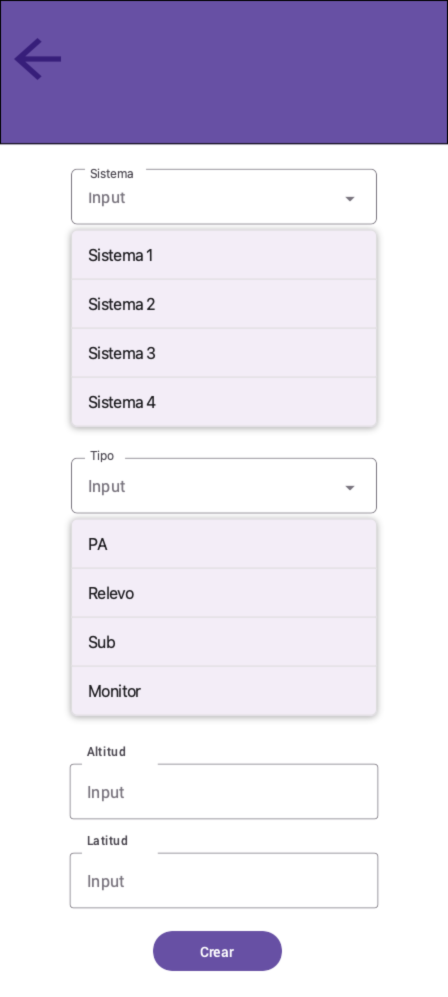 Sistema
Input
Sistema 1
Sistema 2
Sistema 3
Sistema 4
Tipo
Input
PA
Relevo
Sub
Monitor
Altitud
Input
Latitud
Input
Crear